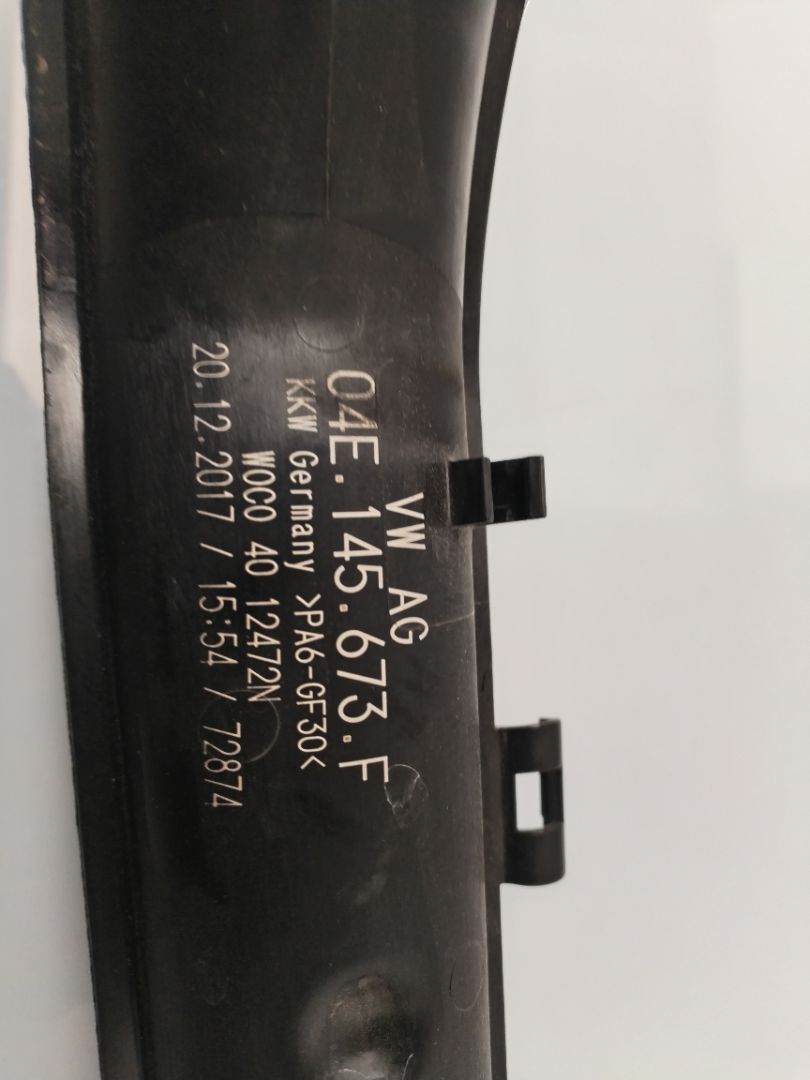 VW AG
04E.145.673.F
KKW Germany >PA6-GF30<
WOCO 40 12472N
20.12.2017 / 15:54 / 72874